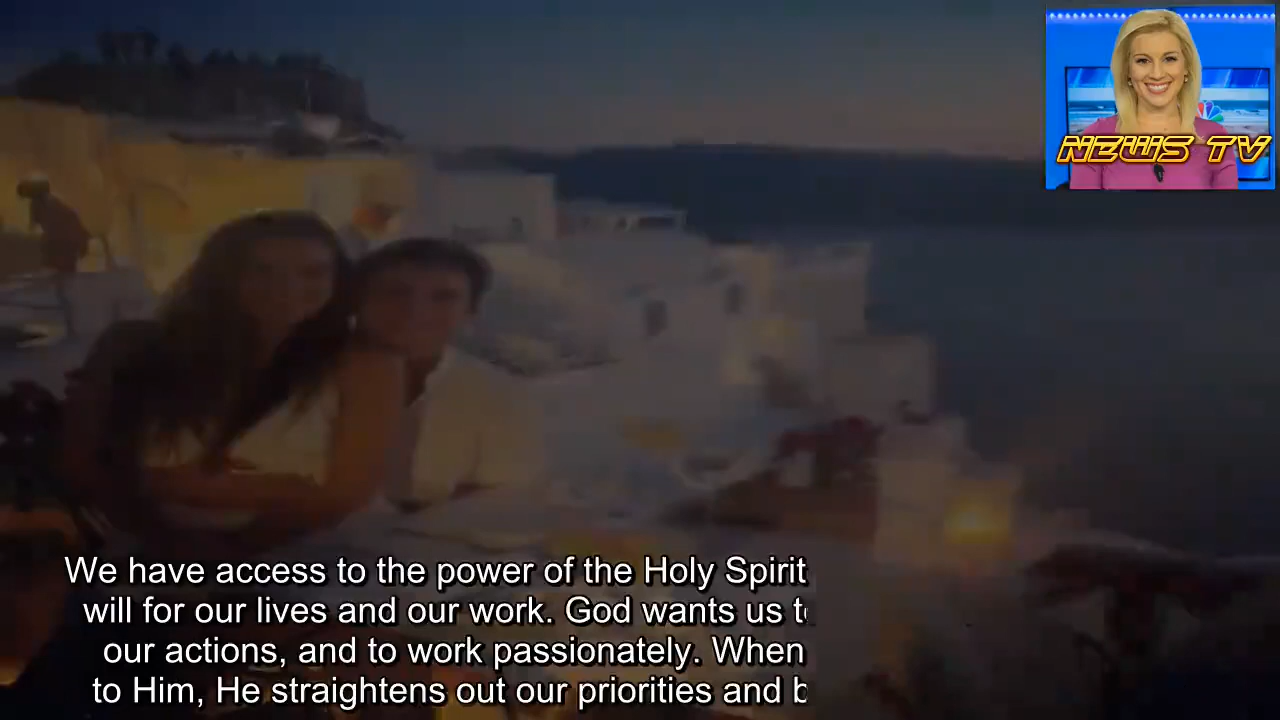 NEWS TV
We have access to the power of the Holy Spirit
will for our lives and our work. God wants us
our actions, and to work passionately. When
to Him, He straightens out our priorities and